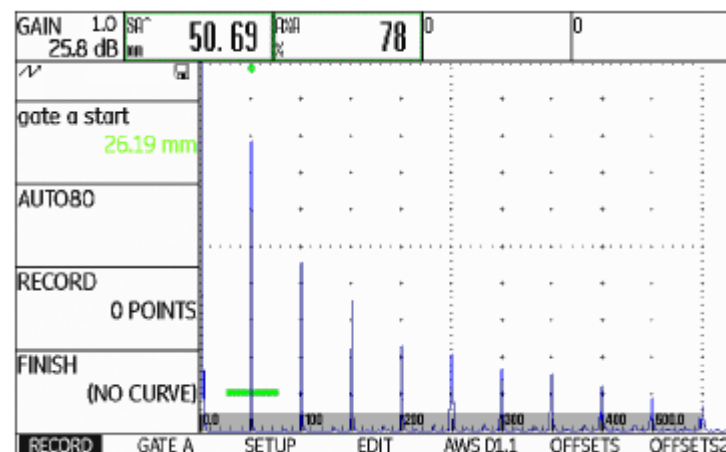 GAIN 1.0 SA^ 50.69 A%A 78 0 0
25.8 dB mm %
gate a start
26.19 mm
AUTO80
RECORD
0 POINTS
FINISH
(NO CURVE)
0.0 100 200 300 400 500.0
RECORD GATE A SETUP EDIT AWS D1.1 OFFSETS OFFSETS2